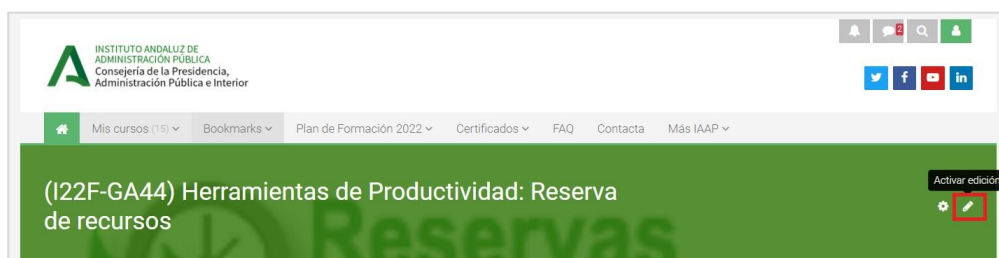 INSTITUTO ANDALUZ DE
ADMINISTRACIÓN PÚBLICA
Consejería de la Presidencia,
Administración Pública e Interior
2
Mis cursos (15)
Bookmarks
Plan de Formación 2022
Certificados
FAQ
Contacta
Más IAAP
(I22F-GA44) Herramientas de Productividad: Reserva
de recursos
Activar edición
Reservas